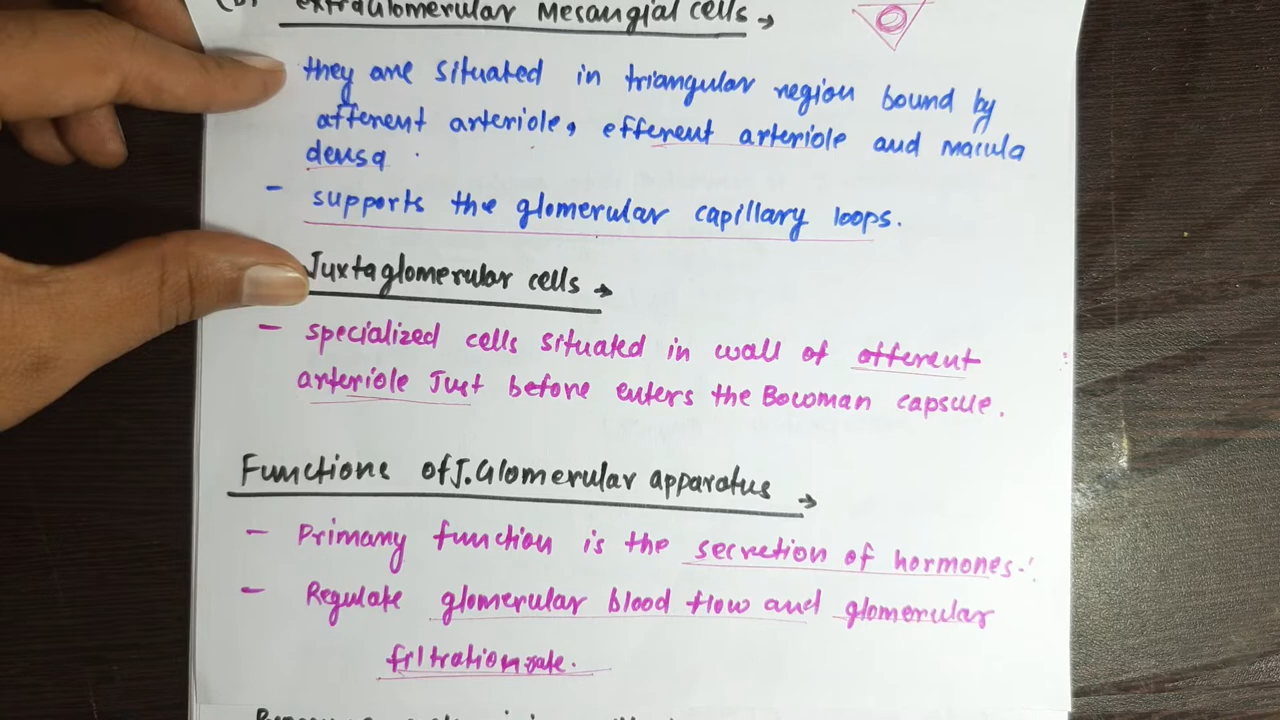 extraglomerular Mesangial cells →
they are situated in triangular region bound by
afferent arteriole, efferent arteriole and macula
densa
- supports the glomerular capillary loops.
Juxtaglomerular cells →
- specialized cells situated in wall of afferent
arteriole Just before enters the Bowman capsule.
Functions of J.Glomerular apparatus →
- Primary function is the secretion of hormones.
- Regulate glomerular blood flow and glomerular
filtration rate.